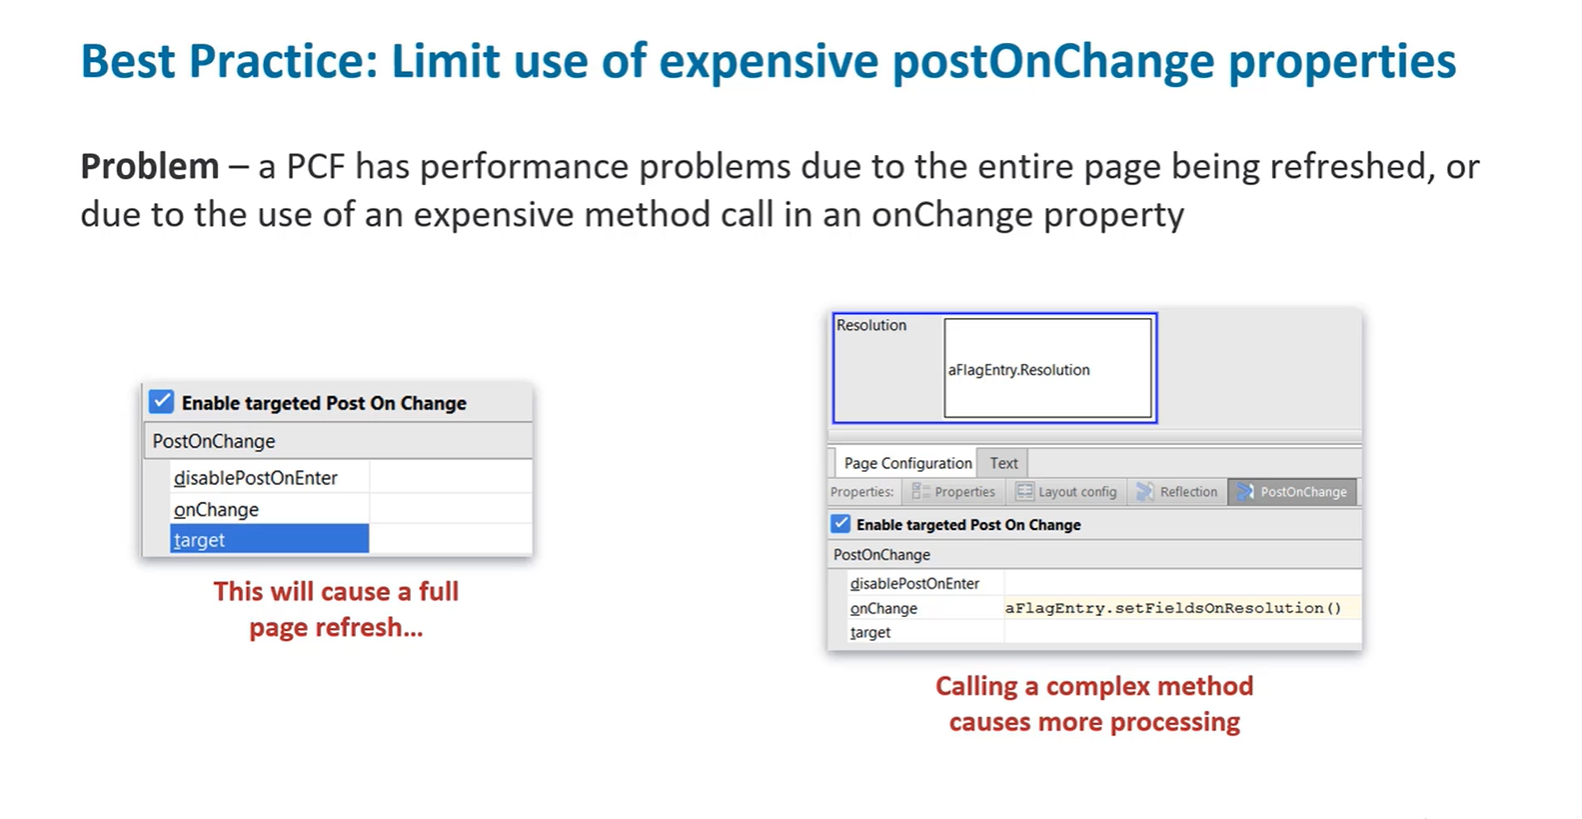 Best Practice: Limit use of expensive postOnChange properties
Problem – a PCF has performance problems due to the entire page being refreshed, or
due to the use of an expensive method call in an onChange property
Enable targeted Post On Change
PostOnChange
disablePostOnEnter
onChange
target
This will cause a full
page refresh...
Resolution
aFlagEntry.Resolution
Page Configuration Text
Properties: Properties Layout config Reflection PostOnChange
Enable targeted Post On Change
PostOnChange
disablePostOnEnter
onChange aFlagEntry.setFieldsOnResolution()
target
Calling a complex method
causes more processing